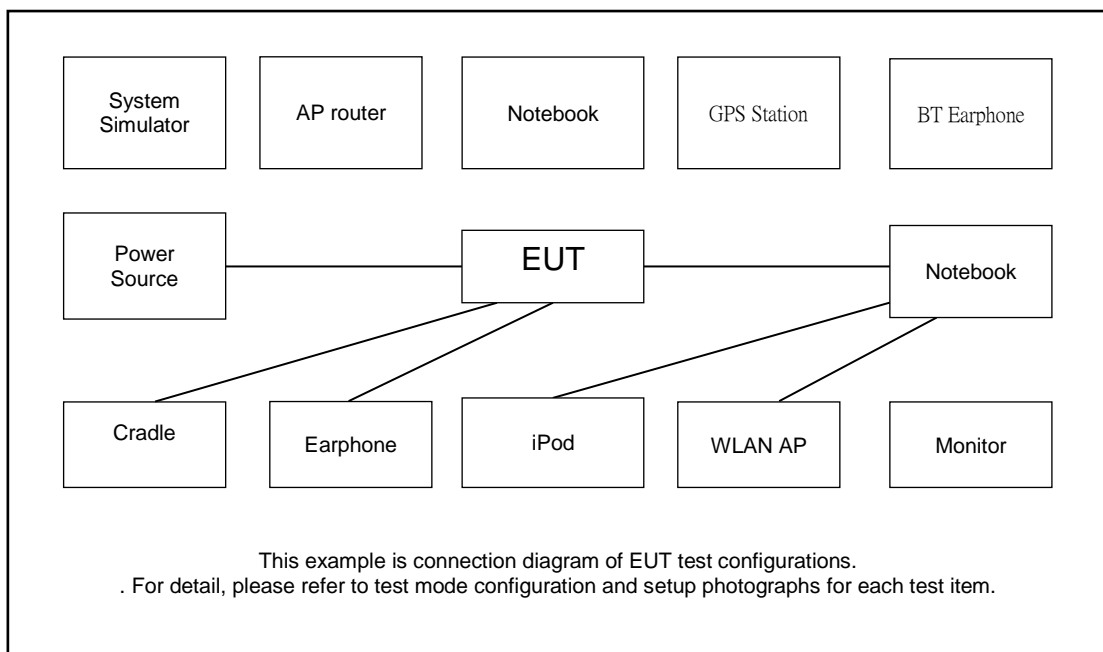 System
Simulator
AP router
Notebook
GPS Station
BT Earphone
Power
Source
EUT
Notebook
Cradle
Earphone
iPod
WLAN AP
Monitor
This example is connection diagram of EUT test configurations.
. For detail, please refer to test mode configuration and setup photographs for each test item.